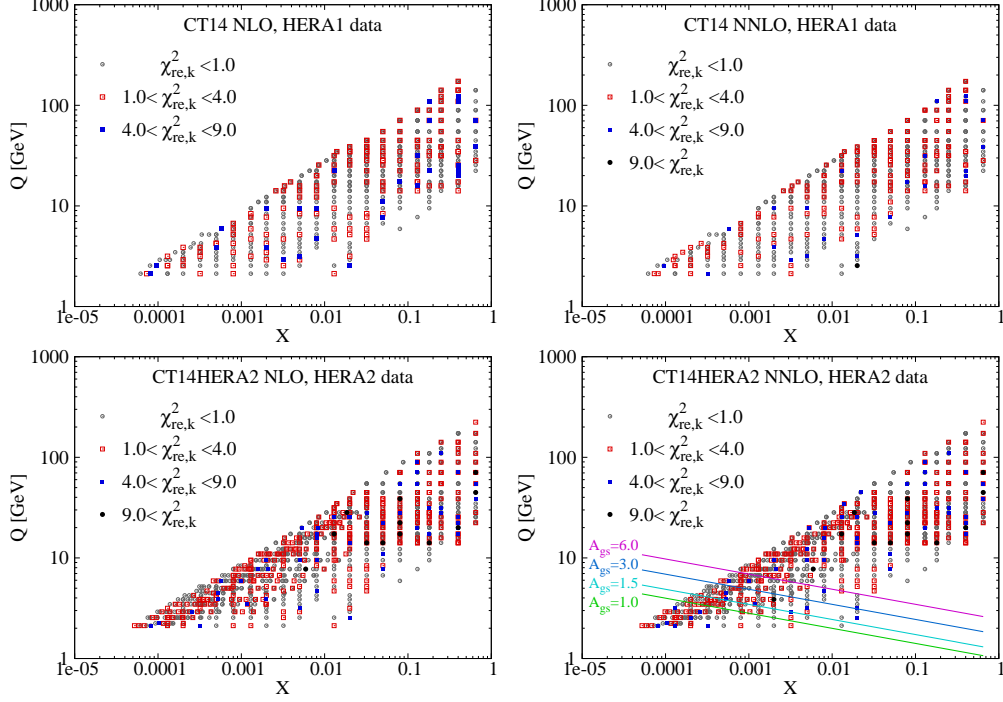 CT14 NLO, HERA1 data
χ²re,k <1.0
1.0< χ²re,k <4.0
4.0< χ²re,k <9.0
Q [GeV]
1000
100
10
1
1e-05 0.0001 0.001 0.01 0.1 1
X
CT14 NNLO, HERA1 data
χ²re,k <1.0
1.0< χ²re,k <4.0
4.0< χ²re,k <9.0
9.0< χ²re,k
Q [GeV]
1000
100
10
1
1e-05 0.0001 0.001 0.01 0.1 1
X
CT14HERA2 NLO, HERA2 data
χ²re,k <1.0
1.0< χ²re,k <4.0
4.0< χ²re,k <9.0
9.0< χ²re,k
Q [GeV]
1000
100
10
1
1e-05 0.0001 0.001 0.01 0.1 1
X
CT14HERA2 NNLO, HERA2 data
χ²re,k <1.0
1.0< χ²re,k <4.0
4.0< χ²re,k <9.0
9.0< χ²re,k
Ags=6.0
Ags=3.0
Ags=1.5
Ags=1.0
Q [GeV]
1000
100
10
1
1e-05 0.0001 0.001 0.01 0.1 1
X